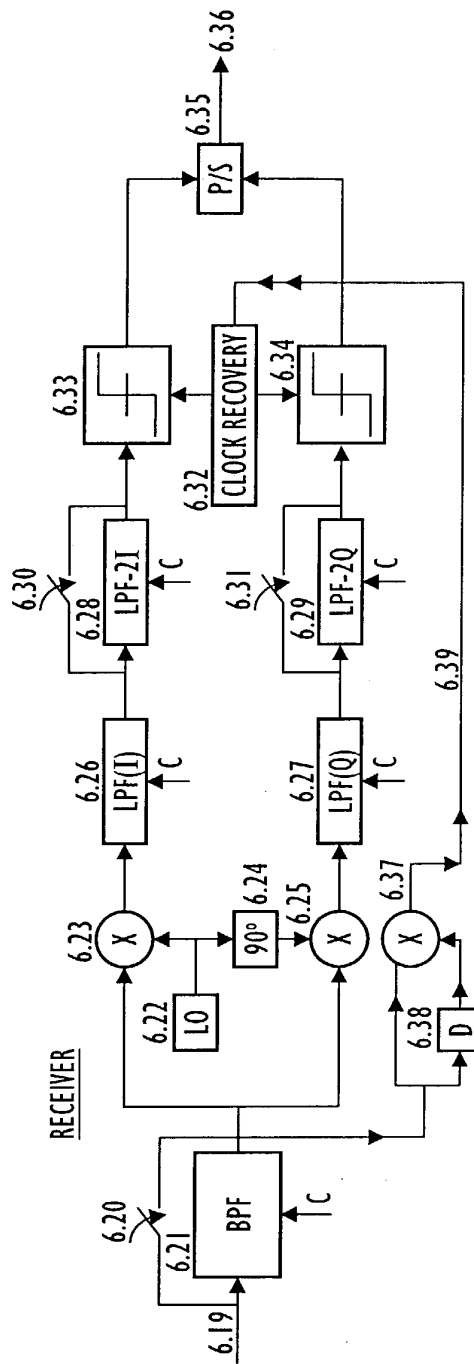 RECEIVER
6.19
6.20
6.21
BPF
C
6.22
LO
6.23
X
6.24
90°
6.25
X
6.26
LPF(I)
C
6.27
LPF(Q)
C
6.28
LPF-2I
C
6.29
LPF-2Q
C
6.30
6.31
6.32
CLOCK RECOVERY
6.33
6.34
P/S
6.35
6.36
6.37
X
6.38
D
6.39